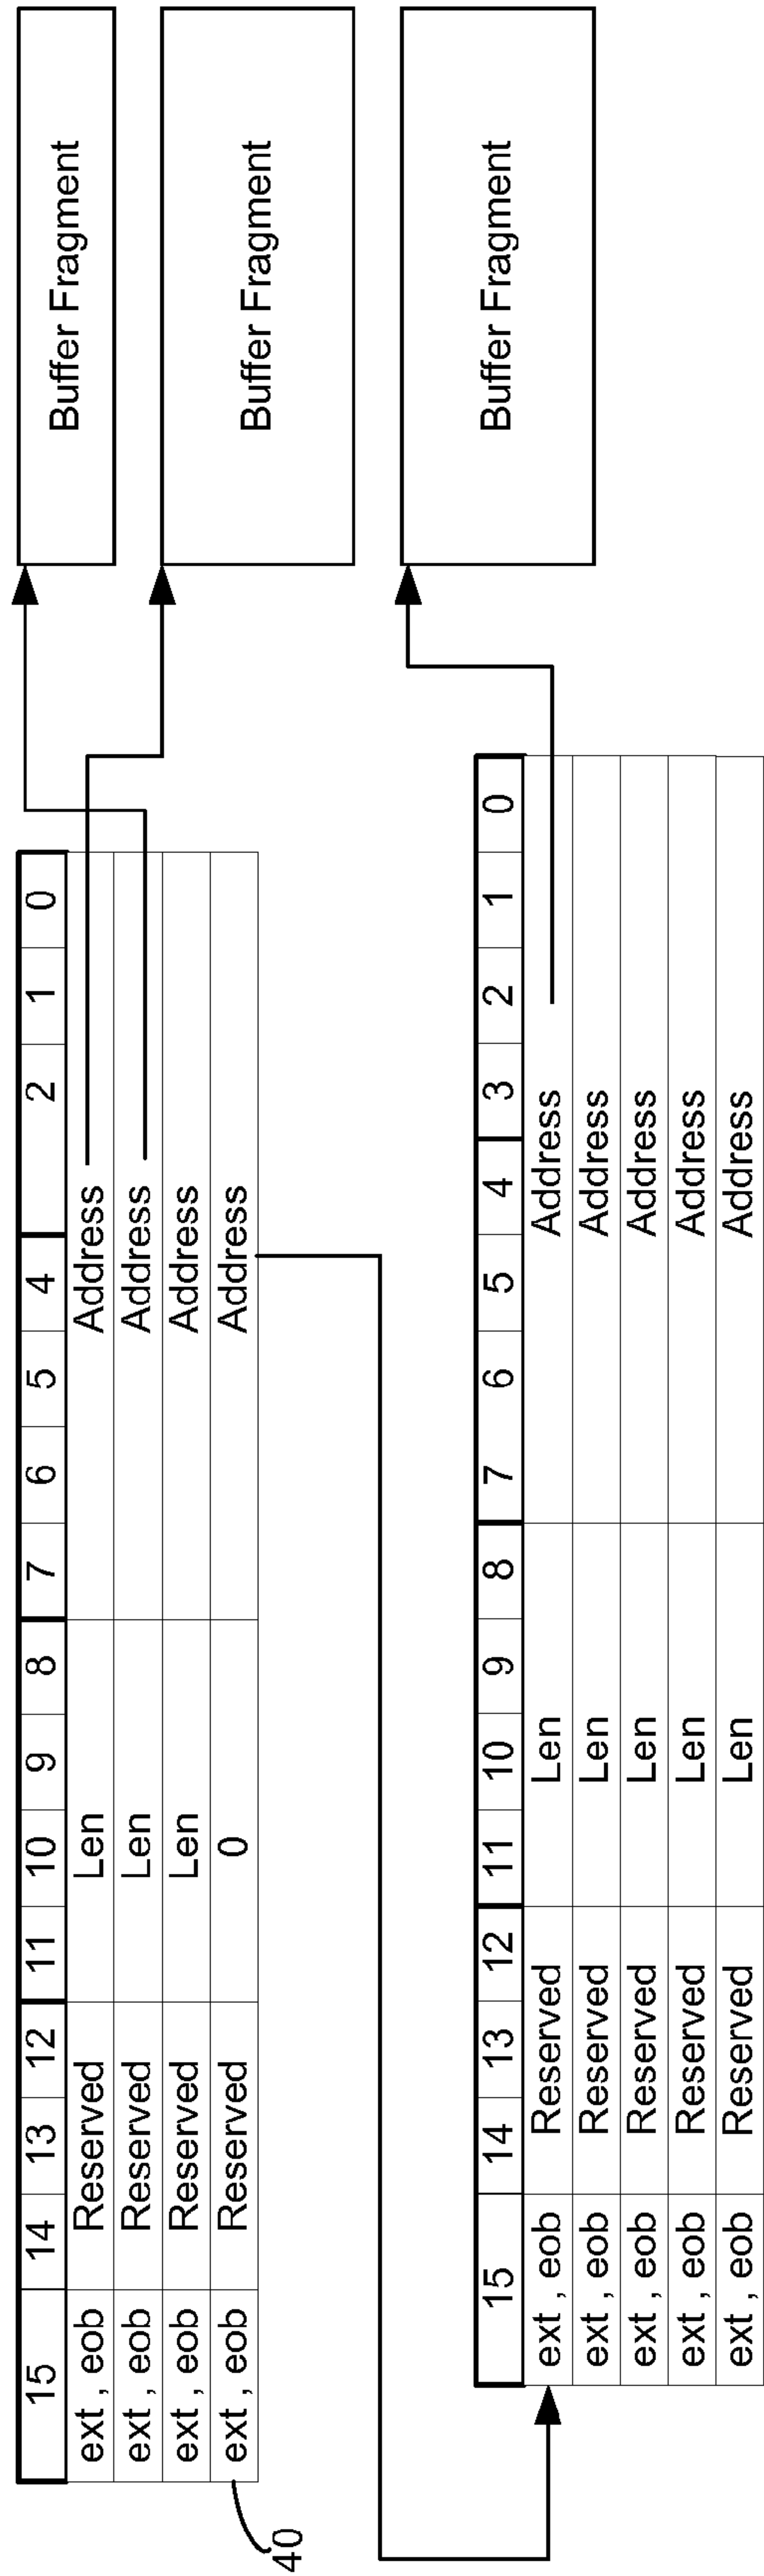 15 14 13 12 11 10 9 8 7 6 5 4 2 1 0
ext , eob Reserved Len Address
ext , eob Reserved Len Address
ext , eob Reserved Len Address
ext , eob Reserved 0 Address
40
Buffer Fragment
Buffer Fragment
Buffer Fragment
15 14 13 12 11 10 9 8 7 6 5 4 3 2 1 0
ext , eob Reserved Len Address
ext , eob Reserved Len Address
ext , eob Reserved Len Address
ext , eob Reserved Len Address
ext , eob Reserved Len Address